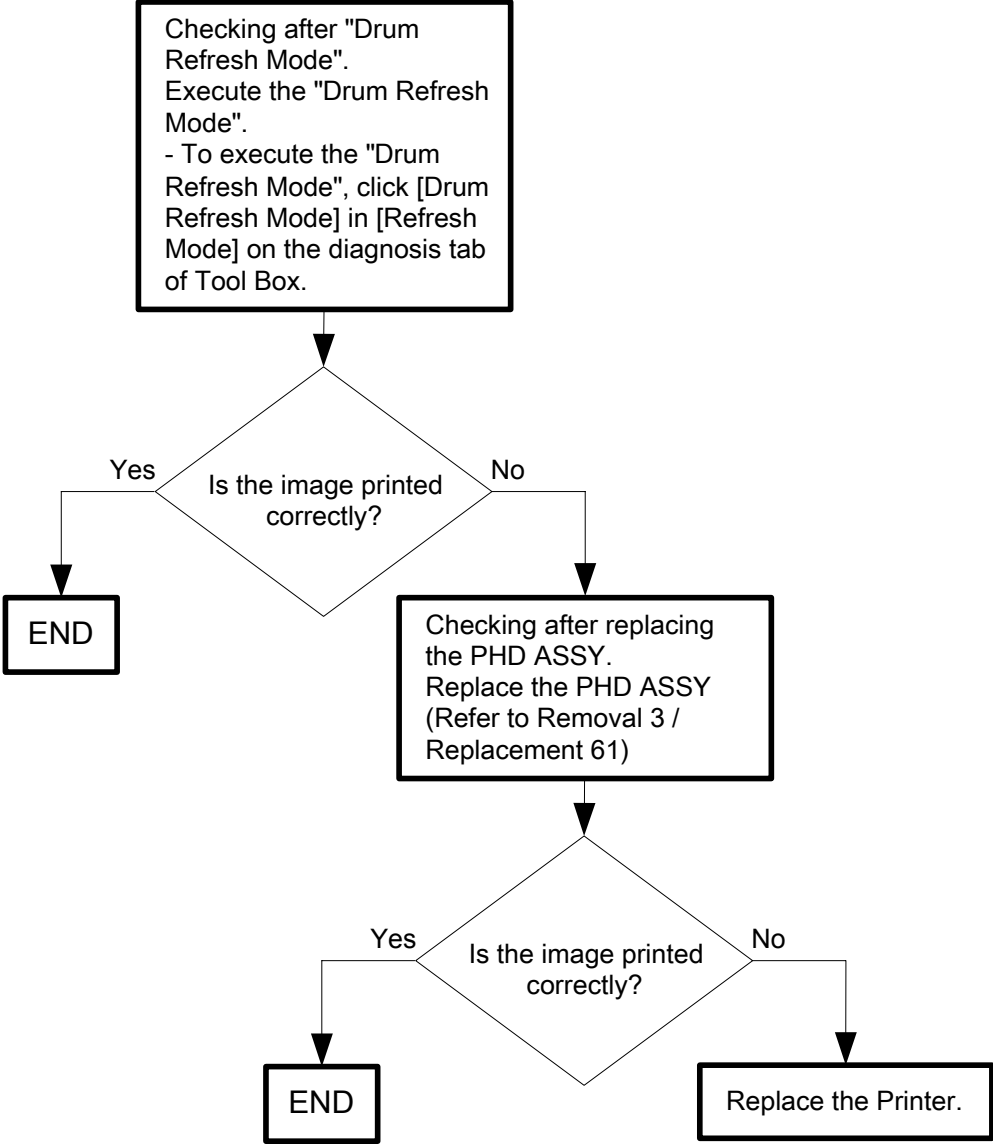 Checking after "Drum
Refresh Mode".
Execute the "Drum Refresh
Mode".
- To execute the "Drum
Refresh Mode", click [Drum
Refresh Mode] in [Refresh
Mode] on the diagnosis tab
of Tool Box.
Is the image printed
correctly?
Yes
No
END
Checking after replacing
the PHD ASSY.
Replace the PHD ASSY
(Refer to Removal 3 /
Replacement 61)
Is the image printed
correctly?
Yes
No
END
Replace the Printer.